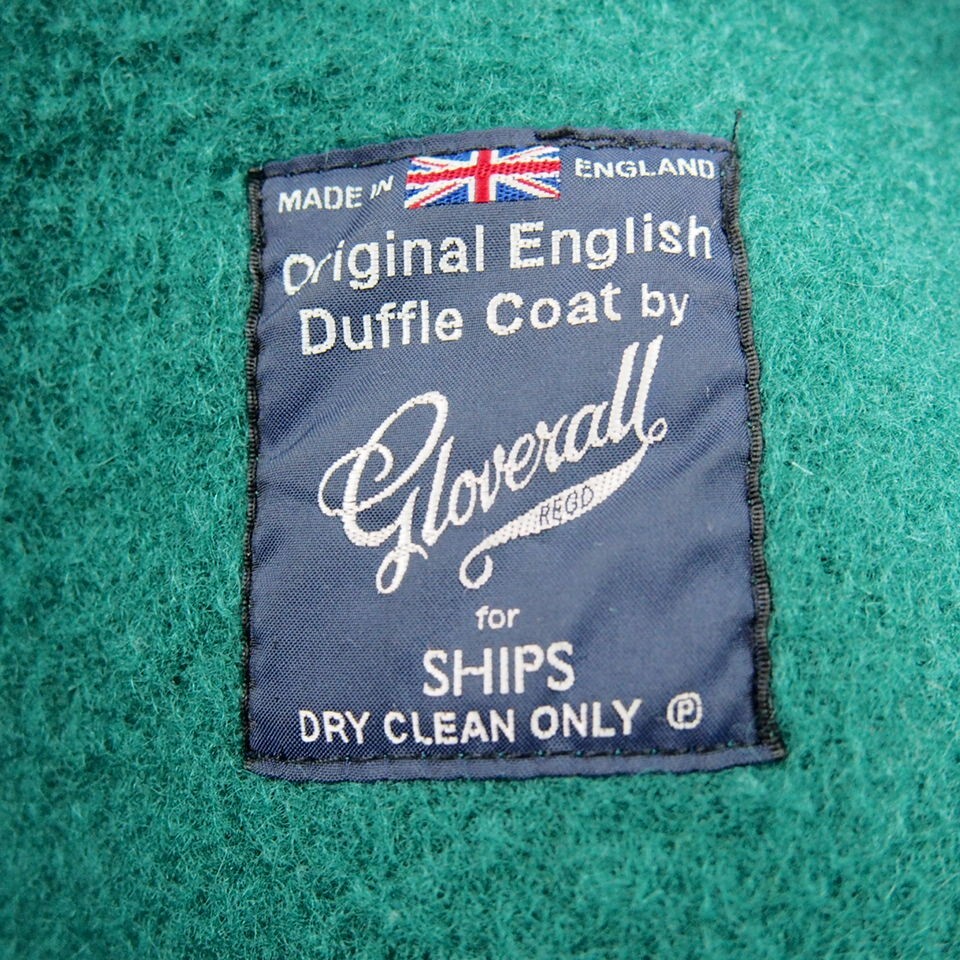 MADE IN ENGLAND
Original English
Duffle Coat by
Gloverall
REGD
for
SHIPS
DRY CLEAN ONLY Ⓟ